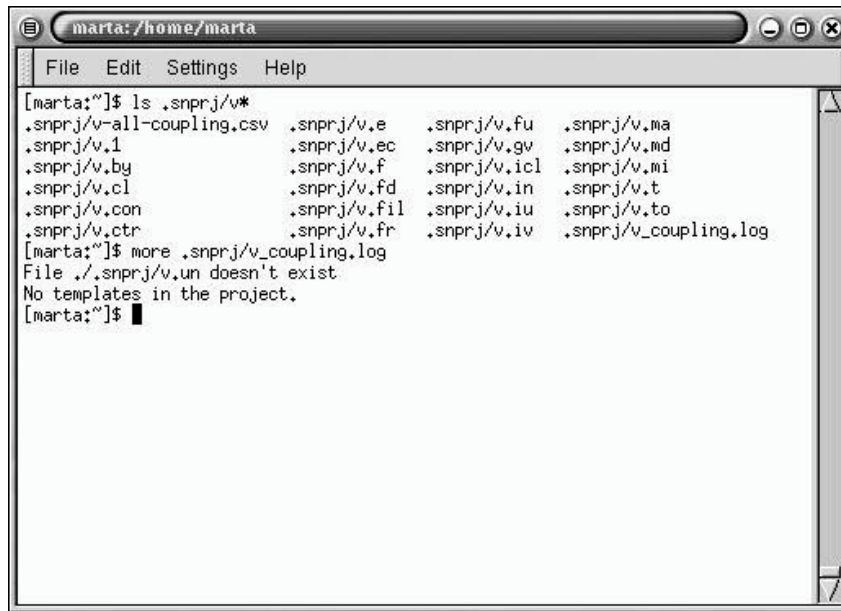 marta: /home/marta
File Edit Settings Help
[marta:~]$ ls .snprj/v*
.snprj/v-all-coupling.csv .snprj/v.e .snprj/v.fu .snprj/v.ma
.snprj/v.1 .snprj/v.ec .snprj/v.gv .snprj/v.md
.snprj/v.by .snprj/v.f .snprj/v.icl .snprj/v.mi
.snprj/v.cl .snprj/v.fd .snprj/v.in .snprj/v.t
.snprj/v.con .snprj/v.fil .snprj/v.iu .snprj/v.to
.snprj/v.ctr .snprj/v.fr .snprj/v.iv .snprj/v_coupling.log
[marta:~]$ more .snprj/v_coupling.log
File ./.snprj/v.un doesn't exist
No templates in the project.
[marta:~]$